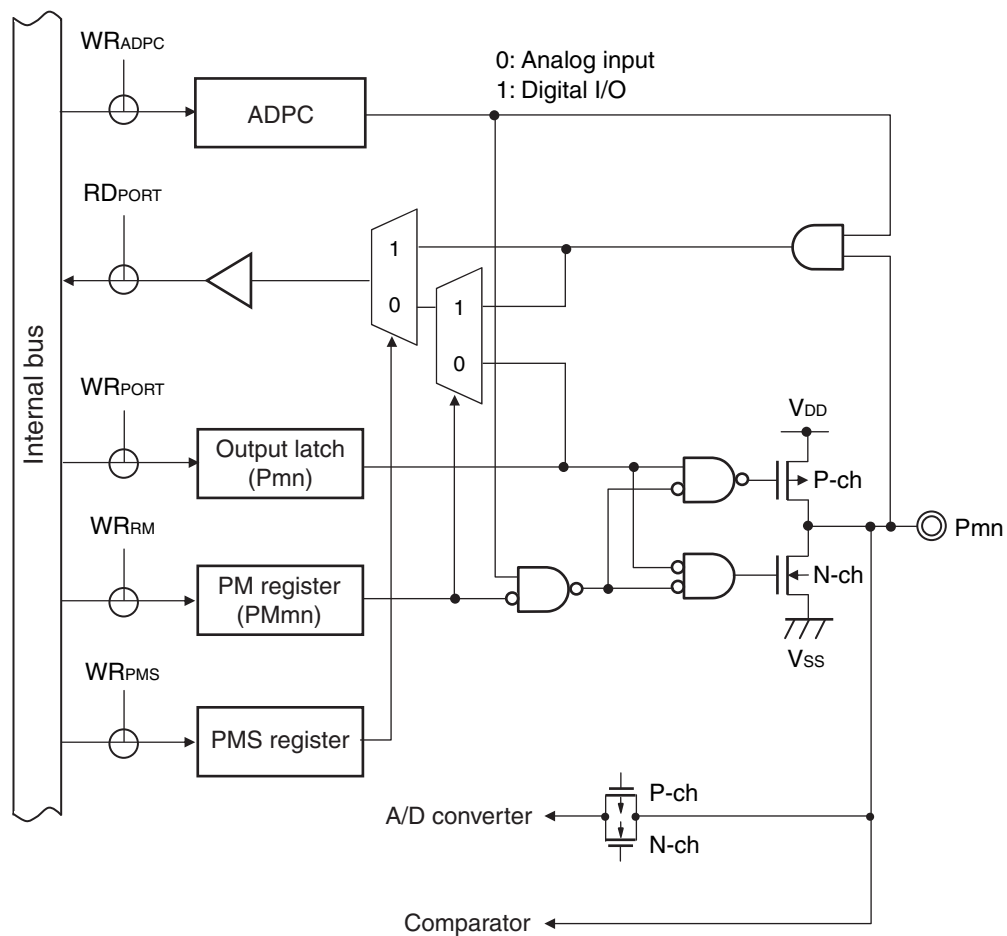 WRADPC
ADPC
0: Analog input
1: Digital I/O
RDPORT
1
0
1
0
Internal bus
WRPORT
Output latch
(Pmn)
VDD
P-ch
Pmn
N-ch
VSS
WRRM
PM register
(PMmn)
WRPMS
PMS register
P-ch
A/D converter
N-ch
Comparator